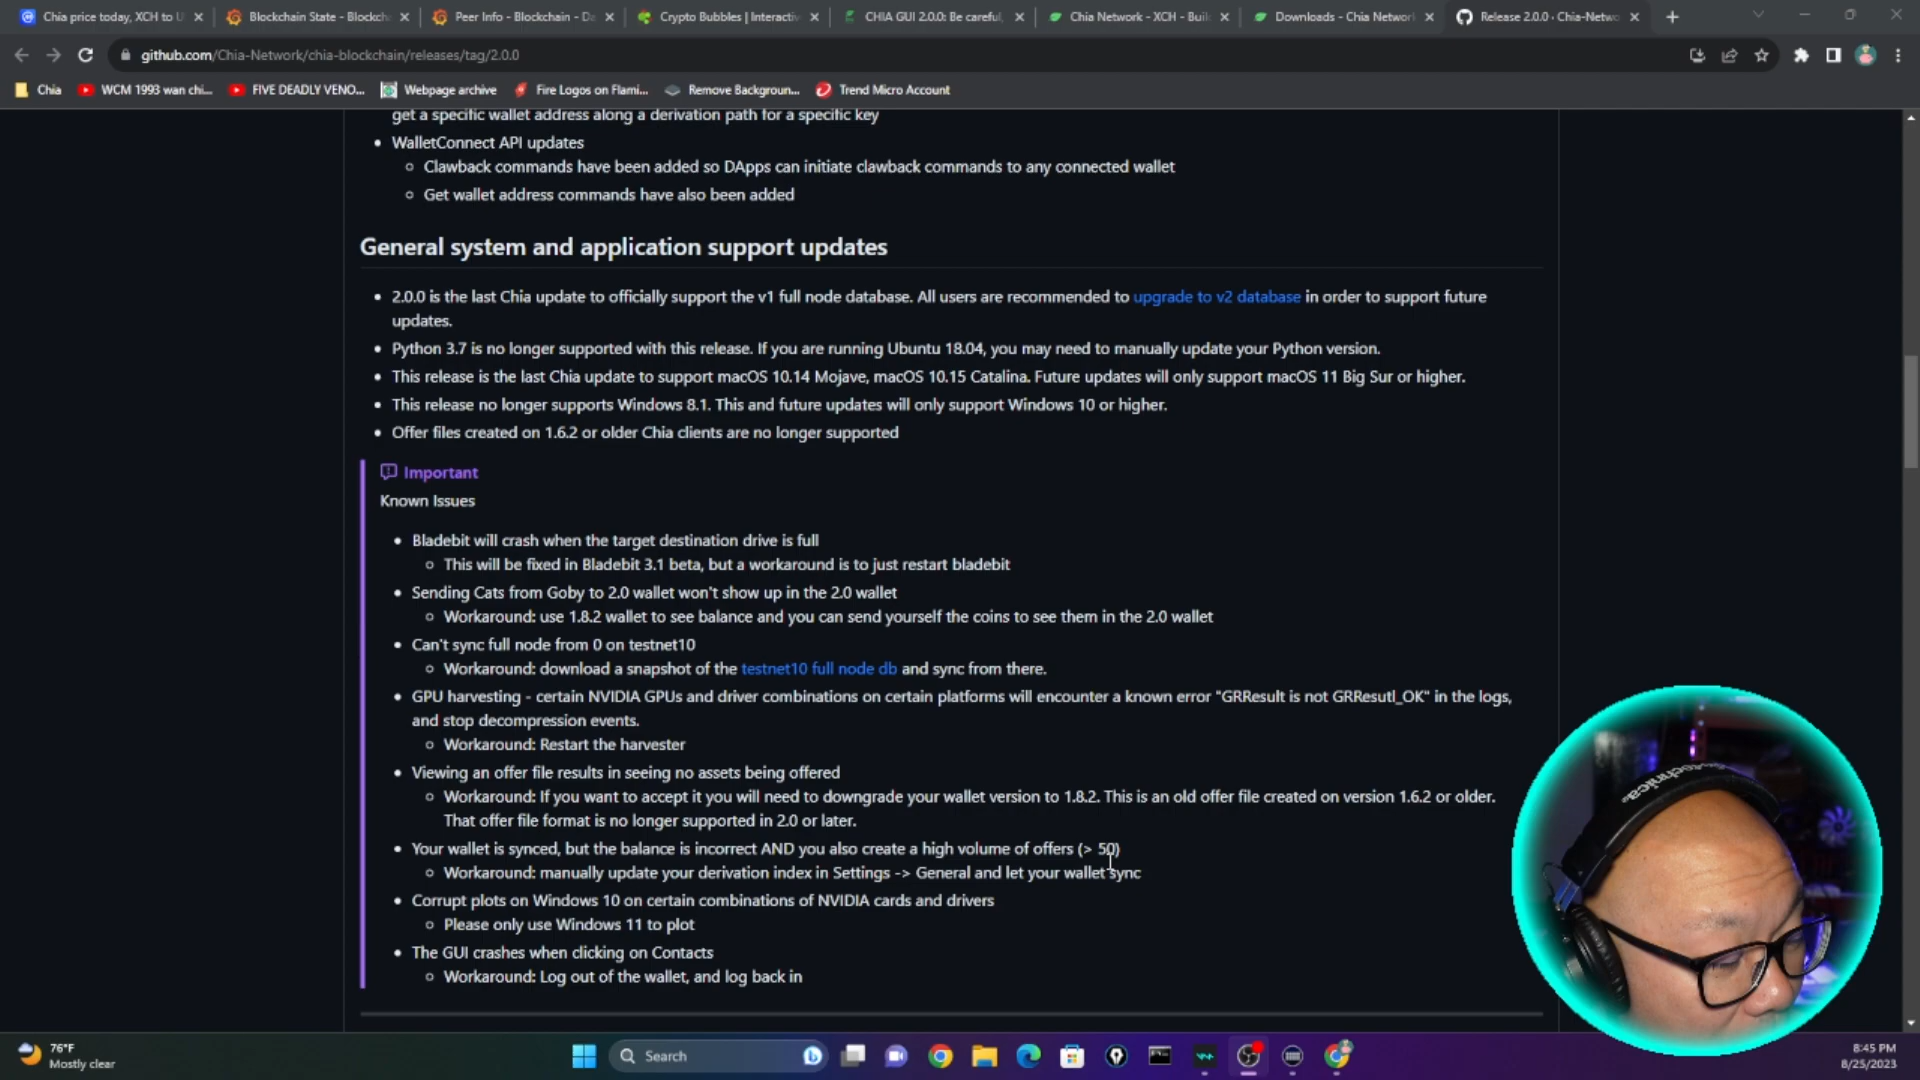 Chia price today, XCH to U
Blockchain State - Blockch
Peer Info - Blockchain - Da
Crypto Bubbles | Interactiv
CHIA GUI 2.0.0: Be careful,
Chia Network - XCH - Buil
Downloads - Chia Network
Release 2.0.0 · Chia-Netwo
github.com/Chia-Network/chia-blockchain/releases/tag/2.0.0
Chia
WCM 1993 wan chi...
FIVE DEADLY VENO...
Webpage archive
Fire Logos on Flami...
Remove Backgroun...
Trend Micro Account
get a specific wallet address along a derivation path for a specific key
• WalletConnect API updates
Clawback commands have been added so DApps can initiate clawback commands to any connected wallet
Get wallet address commands have also been added
General system and application support updates
• 2.0.0 is the last Chia update to officially support the v1 full node database. All users are recommended to upgrade to v2 database in order to support future
updates.
• Python 3.7 is no longer supported with this release. If you are running Ubuntu 18.04, you may need to manually update your Python version.
• This release is the last Chia update to support macOS 10.14 Mojave, macOS 10.15 Catalina. Future updates will only support macOS 11 Big Sur or higher.
• This release no longer supports Windows 8.1. This and future updates will only support Windows 10 or higher.
• Offer files created on 1.6.2 or older Chia clients are no longer supported
Important
Known Issues
• Bladebit will crash when the target destination drive is full
This will be fixed in Bladebit 3.1 beta, but a workaround is to just restart bladebit
• Sending Cats from Goby to 2.0 wallet won't show up in the 2.0 wallet
Workaround: use 1.8.2 wallet to see balance and you can send yourself the coins to see them in the 2.0 wallet
• Can't sync full node from 0 on testnet10
Workaround: download a snapshot of the testnet10 full node db and sync from there.
• GPU harvesting - certain NVIDIA GPUs and driver combinations on certain platforms will encounter a known error "GRResult is not GRResutl_OK" in the logs,
and stop decompression events.
Workaround: Restart the harvester
• Viewing an offer file results in seeing no assets being offered
Workaround: If you want to accept it you will need to downgrade your wallet version to 1.8.2. This is an old offer file created on version 1.6.2 or older.
That offer file format is no longer supported in 2.0 or later.
• Your wallet is synced, but the balance is incorrect AND you also create a high volume of offers (> 50)
Workaround: manually update your derivation index in Settings -> General and let your wallet sync
• Corrupt plots on Windows 10 on certain combinations of NVIDIA cards and drivers
Please only use Windows 11 to plot
• The GUI crashes when clicking on Contacts
Workaround: Log out of the wallet, and log back in
76°F
Mostly clear
Search
8:45 PM
8/25/2023